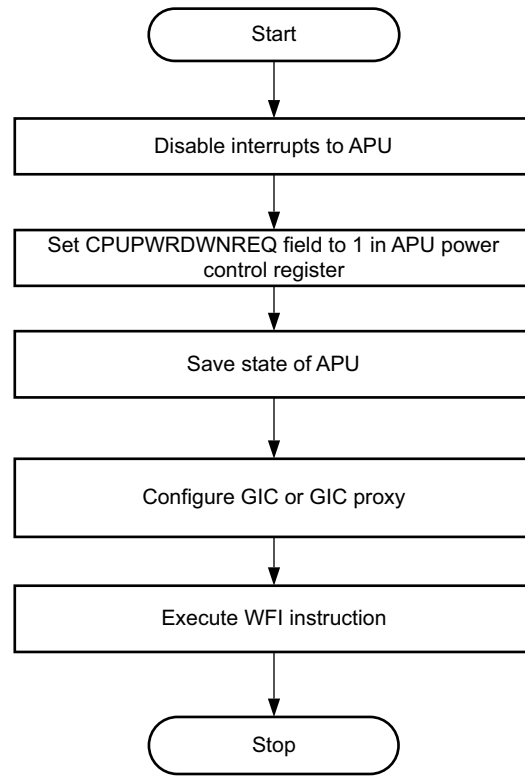 Start
Disable interrupts to APU
Set CPUPWRDWNREQ field to 1 in APU power
control register
Save state of APU
Configure GIC or GIC proxy
Execute WFI instruction
Stop